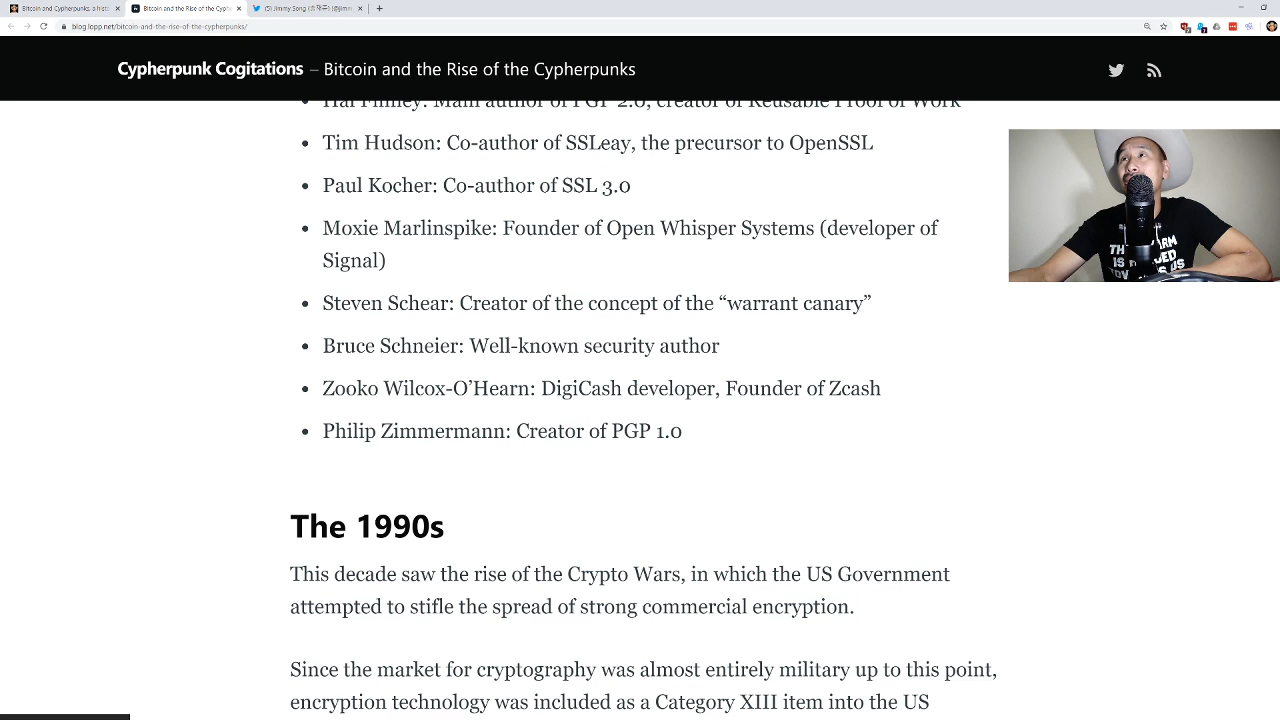 Bitcoin and Cypherpunks, a hist
Bitcoin and the Rise of the Cyphe
(5) Jimmy Song (송재준) (@jimm
blog.lopp.net/bitcoin-and-the-rise-of-the-cypherpunks/
Cypherpunk Cogitations – Bitcoin and the Rise of the Cypherpunks
Hal Finney: Main author of PGP 2.0, creator of Reusable Proof of Work
• Tim Hudson: Co-author of SSLeay, the precursor to OpenSSL
• Paul Kocher: Co-author of SSL 3.0
• Moxie Marlinspike: Founder of Open Whisper Systems (developer of
Signal)
• Steven Schear: Creator of the concept of the “warrant canary”
• Bruce Schneier: Well-known security author
• Zooko Wilcox-O’Hearn: DigiCash developer, Founder of Zcash
• Philip Zimmermann: Creator of PGP 1.0
The 1990s
This decade saw the rise of the Crypto Wars, in which the US Government
attempted to stifle the spread of strong commercial encryption.
Since the market for cryptography was almost entirely military up to this point,
encryption technology was included as a Category XIII item into the US